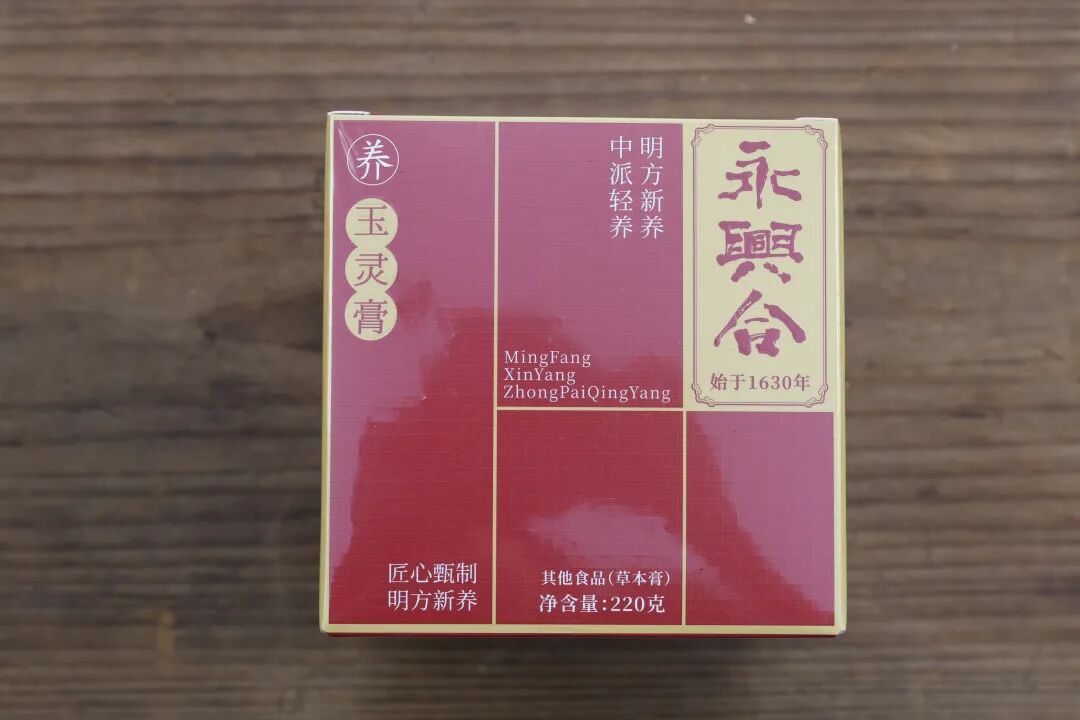 养
玉灵膏
明方新养
中派轻养
MingFang
XinYang
ZhongPaiQingYang
永興合
始于1630年
匠心甄制
明方新养
其他食品(草本膏)
净含量:220克